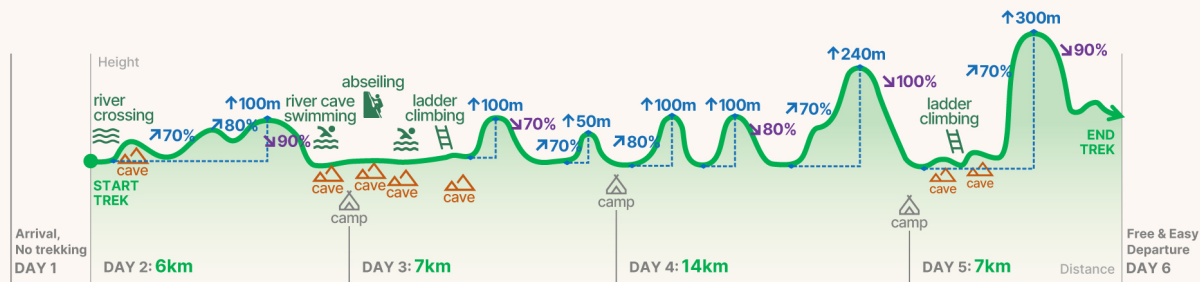 Height
river
crossing
↗70%
↗80%
↑100m
↘90%
river cave
swimming
abseiling
ladder
climbing
↑100m
↘70%
↗70%
↑50m
↗80%
↑100m
↑100m
↘80%
↗70%
↑240m
↘100%
ladder
climbing
↗70%
↑300m
↘90%
cave
cave
cave
cave
cave
cave
cave
START
TREK
END
TREK
camp
camp
camp
Arrival,
No trekking
DAY 1
DAY 2: 6km
DAY 3: 7km
DAY 4: 14km
DAY 5: 7km
Distance
Free & Easy
Departure
DAY 6